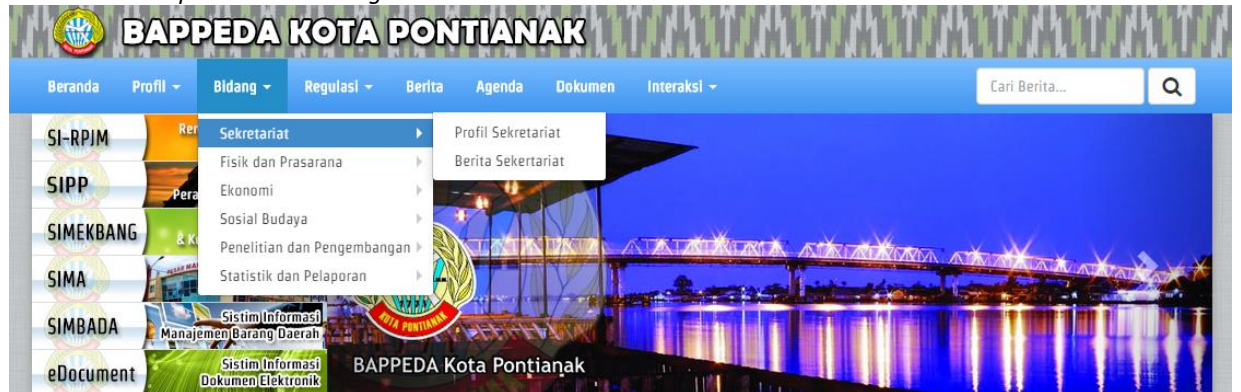 BAPPEDA KOTA PONTIANAK
Beranda Profil Bidang Regulasi Berita Agenda Dokumen Interaksi Cari Berita...
SI-RPJM
Sekretariat
Profil Sekretariat
Berita Sekertariat
Fisik dan Prasarana
SIPP
Ekonomi
Sosial Budaya
SIMEKBANG
Penelitian dan Pengembangan
SIMA
Statistik dan Pelaporan
SIMBADA
Sistim Informasi
Manajemen Barang Daerah
eDocument
Sistim Informasi
Dokumen Elektronik
BAPPEDA Kota Pontianak